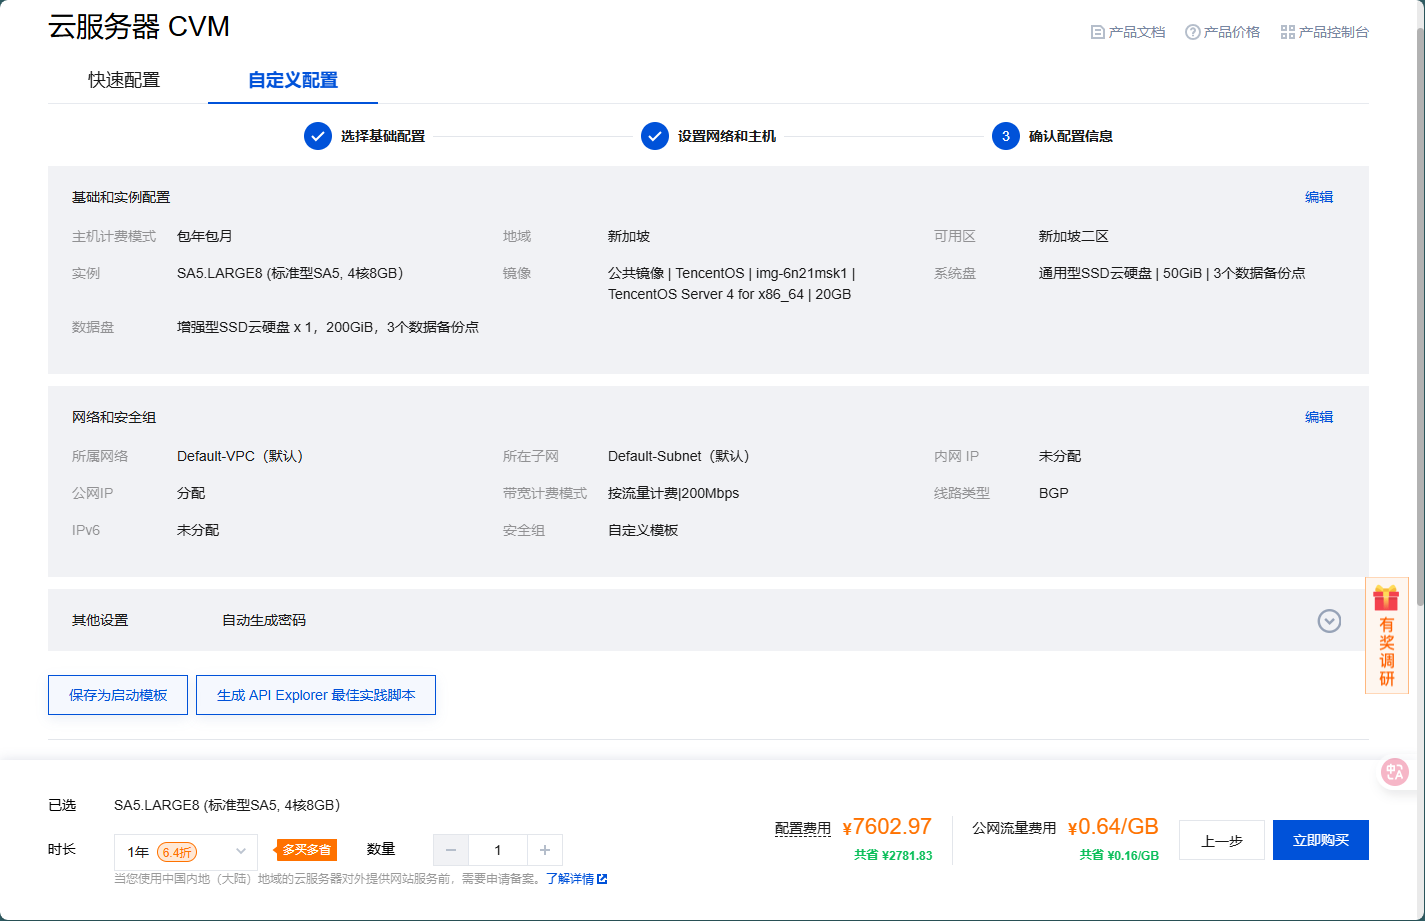 云服务器 CVM
产品文档 产品价格 产品控制台
快速配置 自定义配置
选择基础配置 设置网络和主机 3 确认配置信息
基础和实例配置 编辑
主机计费模式 包年包月 地域 新加坡 可用区 新加坡二区
实例 SA5.LARGE8 (标准型SA5, 4核8GB) 镜像 公共镜像 | TencentOS | img-6n21msk1 | 系统盘 通用型SSD云硬盘 | 50GiB | 3个数据备份点
TencentOS Server 4 for x86_64 | 20GB
数据盘 增强型SSD云硬盘 x 1，200GiB，3个数据备份点
网络和安全组 编辑
所属网络 Default-VPC（默认） 所在子网 Default-Subnet（默认） 内网 IP 未分配
公网IP 分配 带宽计费模式 按流量计费|200Mbps 线路类型 BGP
IPv6 未分配 安全组 自定义模板
其他设置 自动生成密码
有
奖
调
研
保存为启动模板 生成 API Explorer 最佳实践脚本
中 A
已选 SA5.LARGE8 (标准型SA5, 4核8GB)
配置费用 ¥7602.97 公网流量费用 ¥0.64/GB 上一步 立即购买
共省 ¥2781.83 共省 ¥0.16/GB
时长 1年 6.4折 多买多省 数量 − 1 +
当您使用中国内地（大陆）地域的云服务器对外提供网站服务前，需要申请备案。了解详情